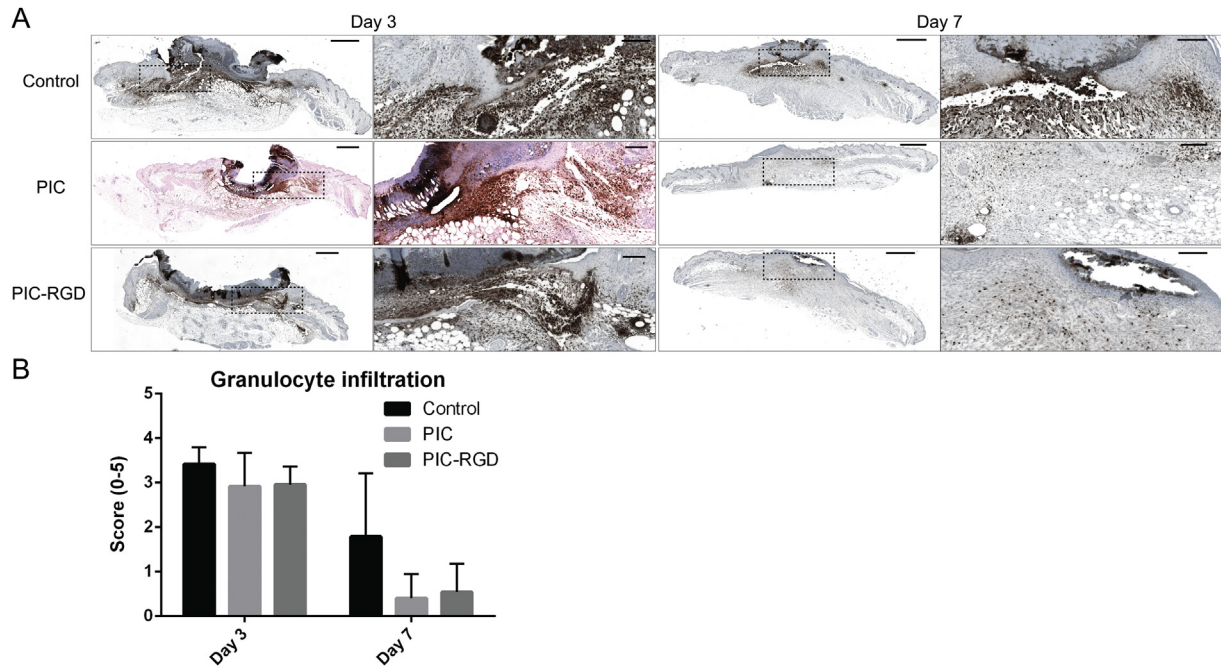 A
Day 3
Day 7
Control
PIC
PIC-RGD
B
Granulocyte infiltration
Score (0-5)
5
4
3
2
1
0
Control
PIC
PIC-RGD
Day 3
Day 7